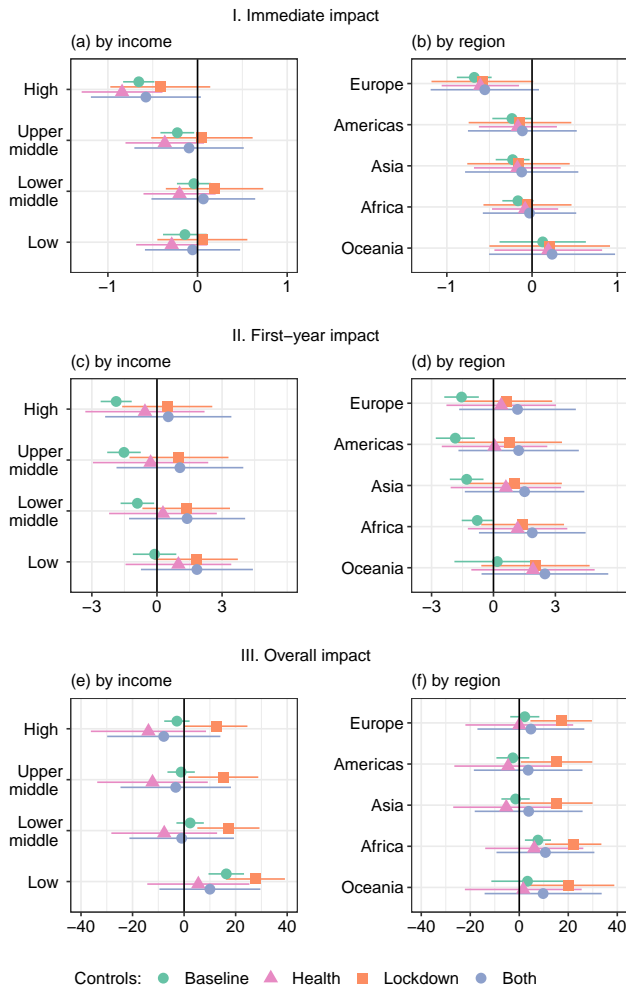 I. Immediate impact
(a) by income
(b) by region
High
Upper
middle
Lower
middle
Low
Europe
Americas
Asia
Africa
Oceania
−1 0 1
−1 0 1
II. First−year impact
(c) by income
(d) by region
High
Upper
middle
Lower
middle
Low
Europe
Americas
Asia
Africa
Oceania
−3 0 3
−3 0 3
III. Overall impact
(e) by income
(f) by region
High
Upper
middle
Lower
middle
Low
Europe
Americas
Asia
Africa
Oceania
−40 −20 0 20 40
−40 −20 0 20 40
Controls: Baseline Health Lockdown Both